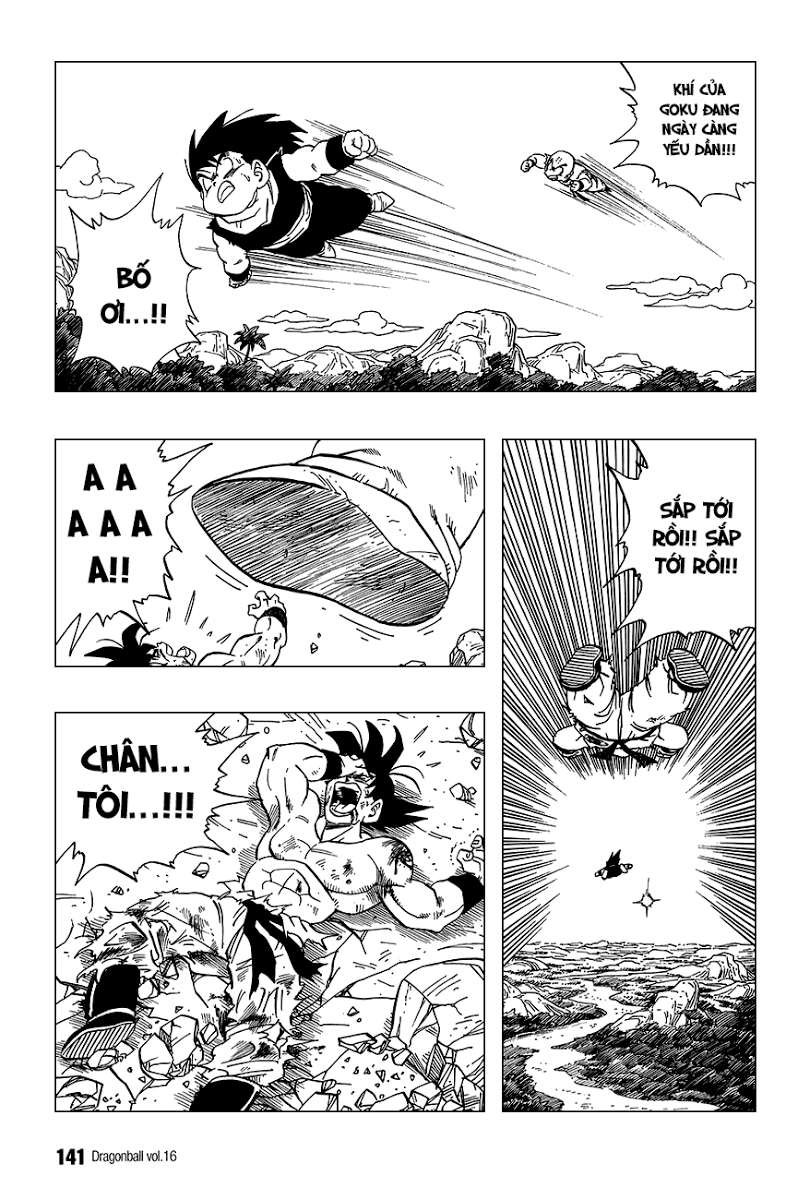 KHÍ CỦA
GOKU ĐANG
NGÀY CÀNG
YẾU DẦN!!!
BỐ
ƠI...!!
A A
A A A
A!!
SẮP TỚI
RỒI!! SẮP
TỚI RỒI!!
CHÂN...
TÔI...!!!
141 Dragonball vol.16